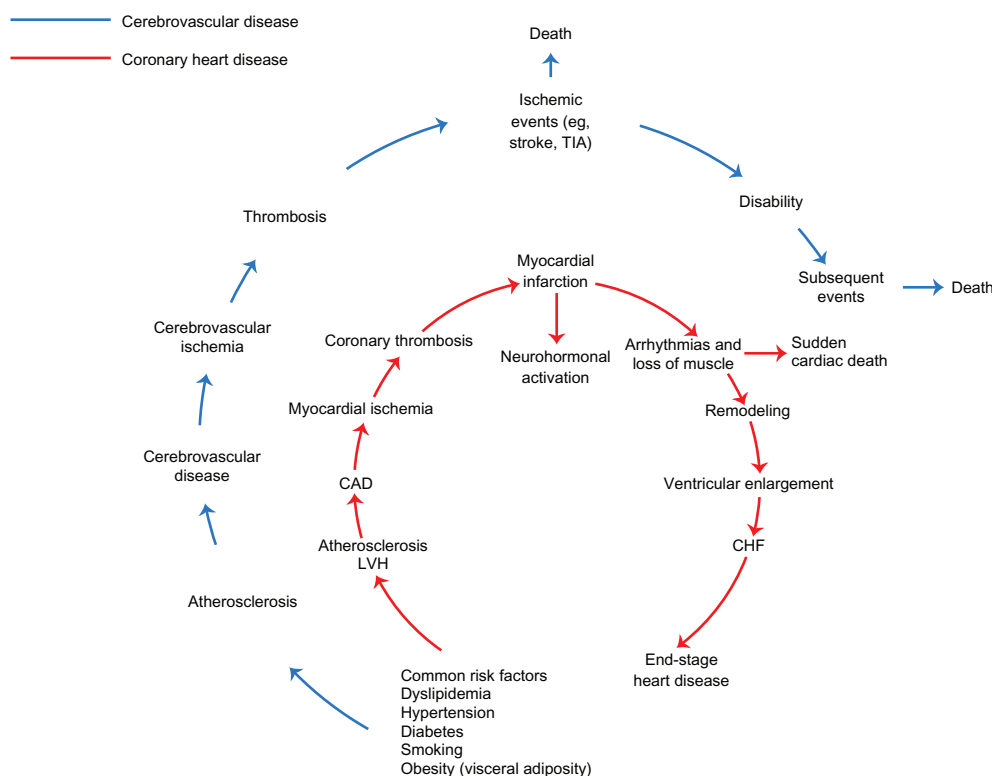 Cerebrovascular disease
Coronary heart disease
Death
Ischemic
events (eg,
stroke, TIA)
Disability
Subsequent
events
Death
Thrombosis
Cerebrovascular
ischemia
Cerebrovascular
disease
Atherosclerosis
Myocardial
infarction
Neurohormonal
activation
Coronary thrombosis
Arrhythmias and
loss of muscle
Sudden
cardiac death
Myocardial ischemia
Remodeling
CAD
Ventricular enlargement
Atherosclerosis
LVH
CHF
End-stage
heart disease
Common risk factors
Dyslipidemia
Hypertension
Diabetes
Smoking
Obesity (visceral adiposity)